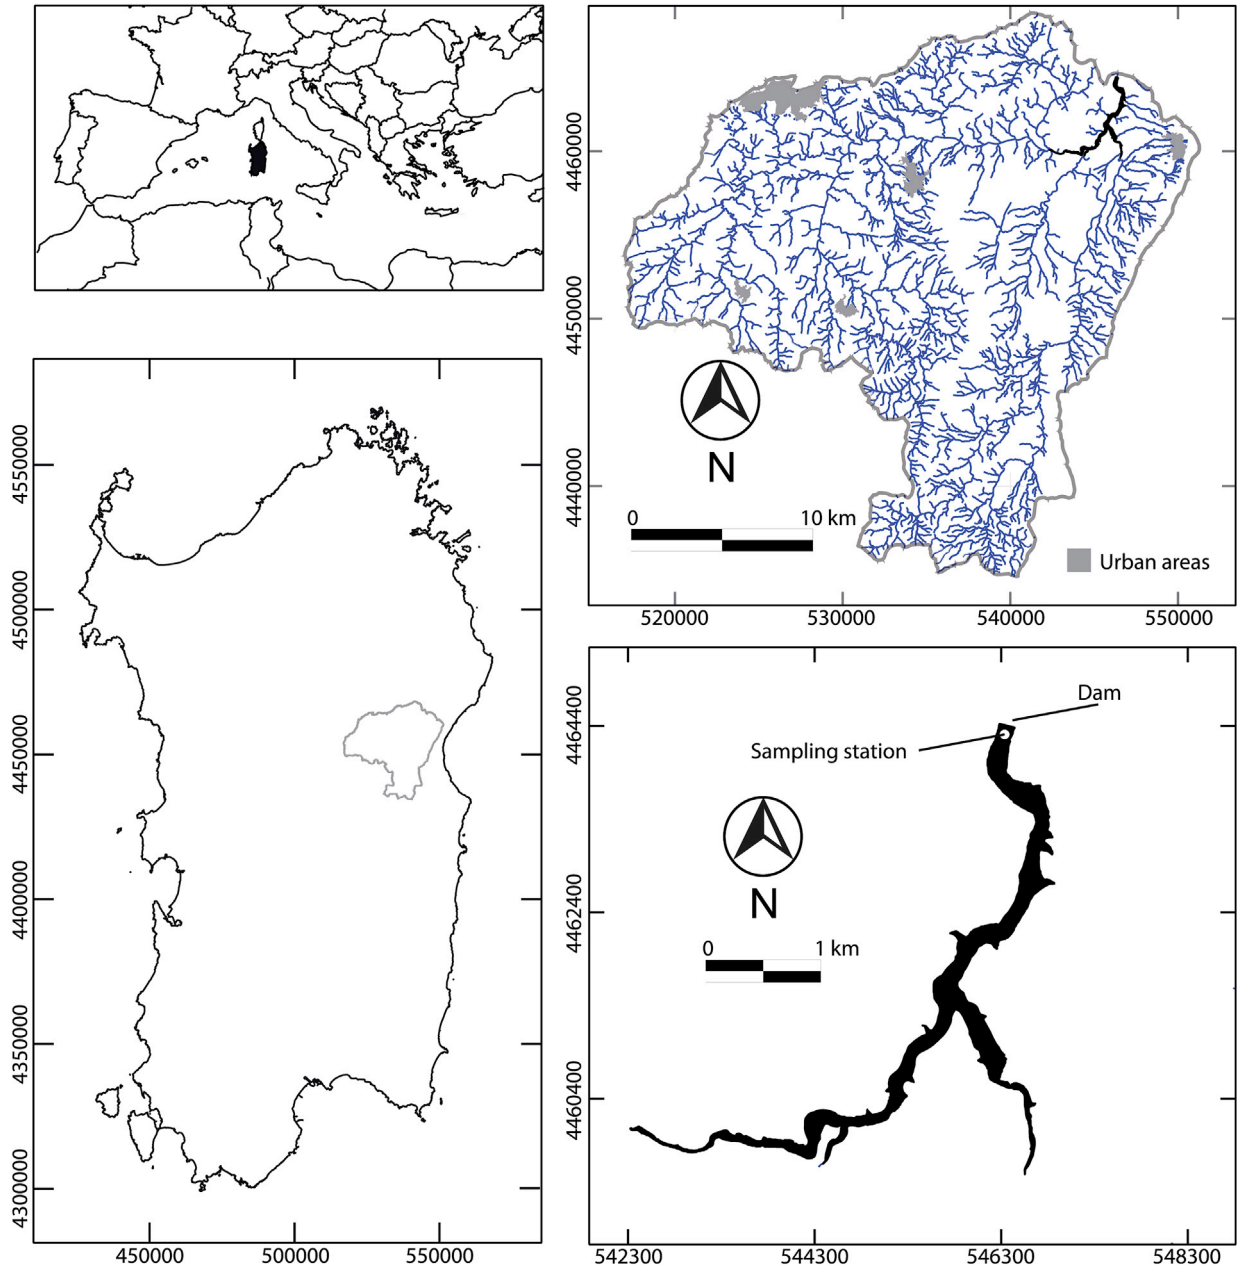 4460000
4450000
4440000
N
0 10 km
Urban areas
520000 530000 540000 550000
4550000
4500000
4450000
4400000
4350000
4300000
450000 500000 550000
Dam
Sampling station
4464400
4462400
4460400
N
0 1 km
542300 544300 546300 548300